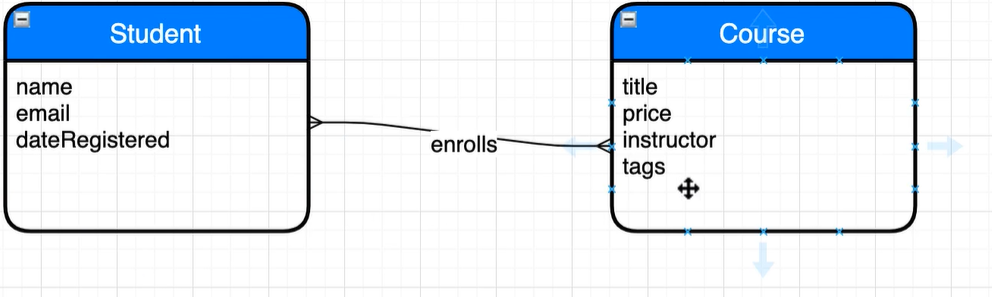 Student
name
email
dateRegistered
enrolls
Course
title
price
instructor
tags